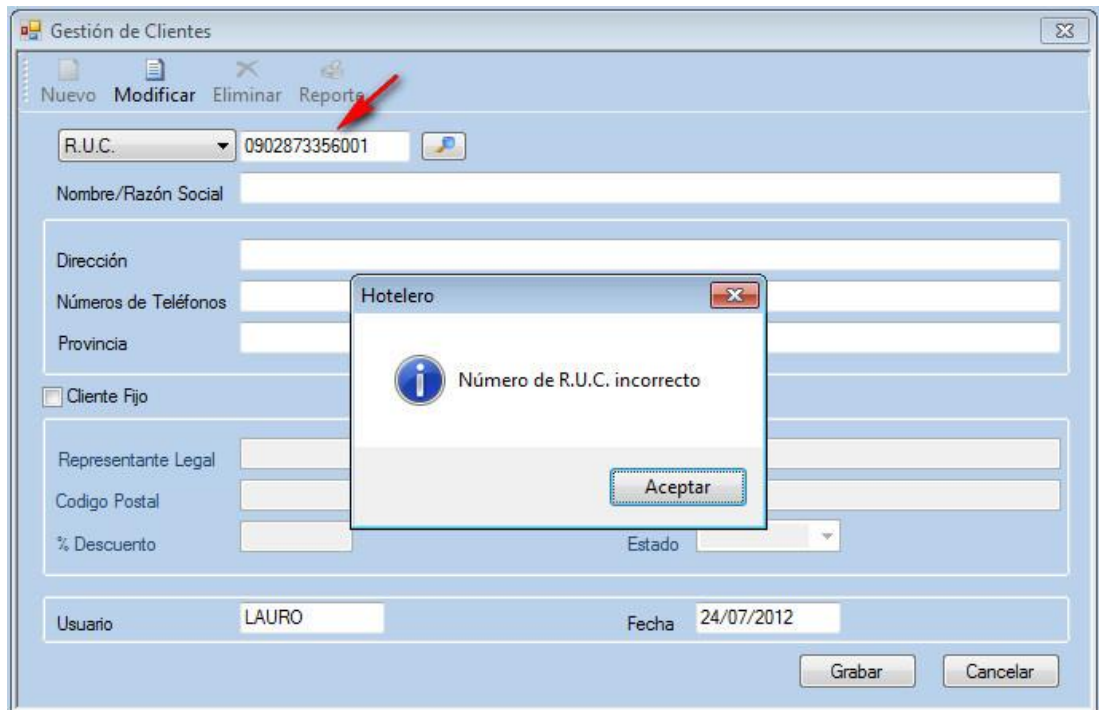 Gestión de Clientes
Nuevo Modificar Eliminar Reporte
R.U.C. 0902873356001
Nombre/Razón Social
Dirección
Números de Teléfonos
Provincia
Hotelero
Número de R.U.C. incorrecto
Aceptar
Cliente Fijo
Representante Legal
Codigo Postal
% Descuento Estado
Usuario LAURO Fecha 24/07/2012
Grabar Cancelar